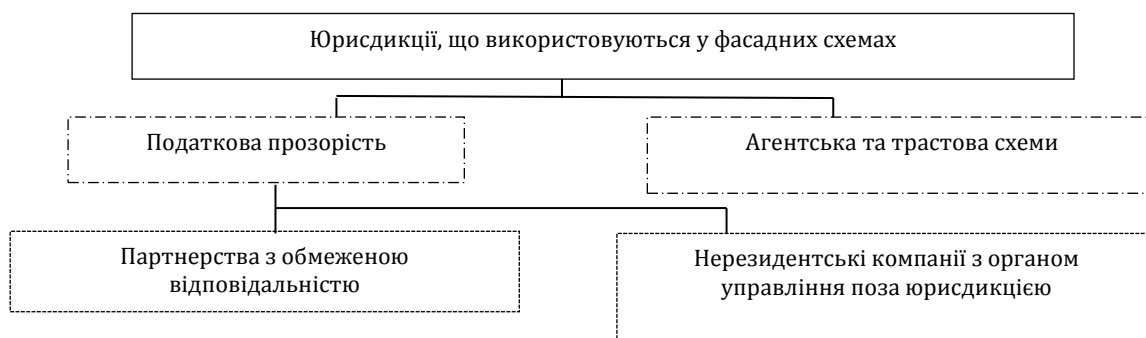 Юрисдикції, що використовуються у фасадних схемах
Податкова прозорість
Агентська та трастова схеми
Партнерства з обмеженою
відповідальністю
Нерезидентські компанії з органом
управління поза юрисдикцією